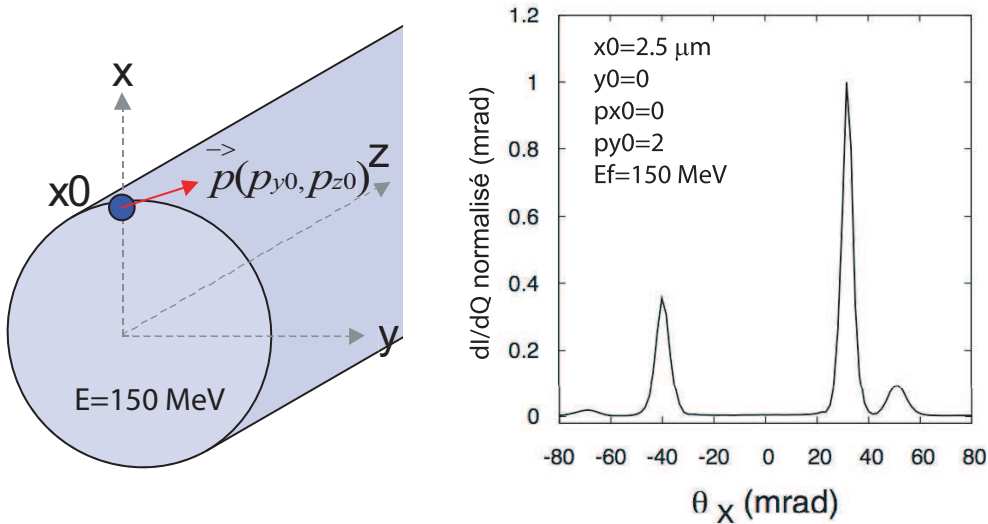 x
x0
→
p(py0, pz0)
z
y
E=150 MeV
dI/dQ normalisé (mrad)
1.2
1
0.8
0.6
0.4
0.2
0
x0=2.5 μm
y0=0
px0=0
py0=2
Ef=150 MeV
-80 -60 -40 -20 0 20 40 60 80
θ x (mrad)